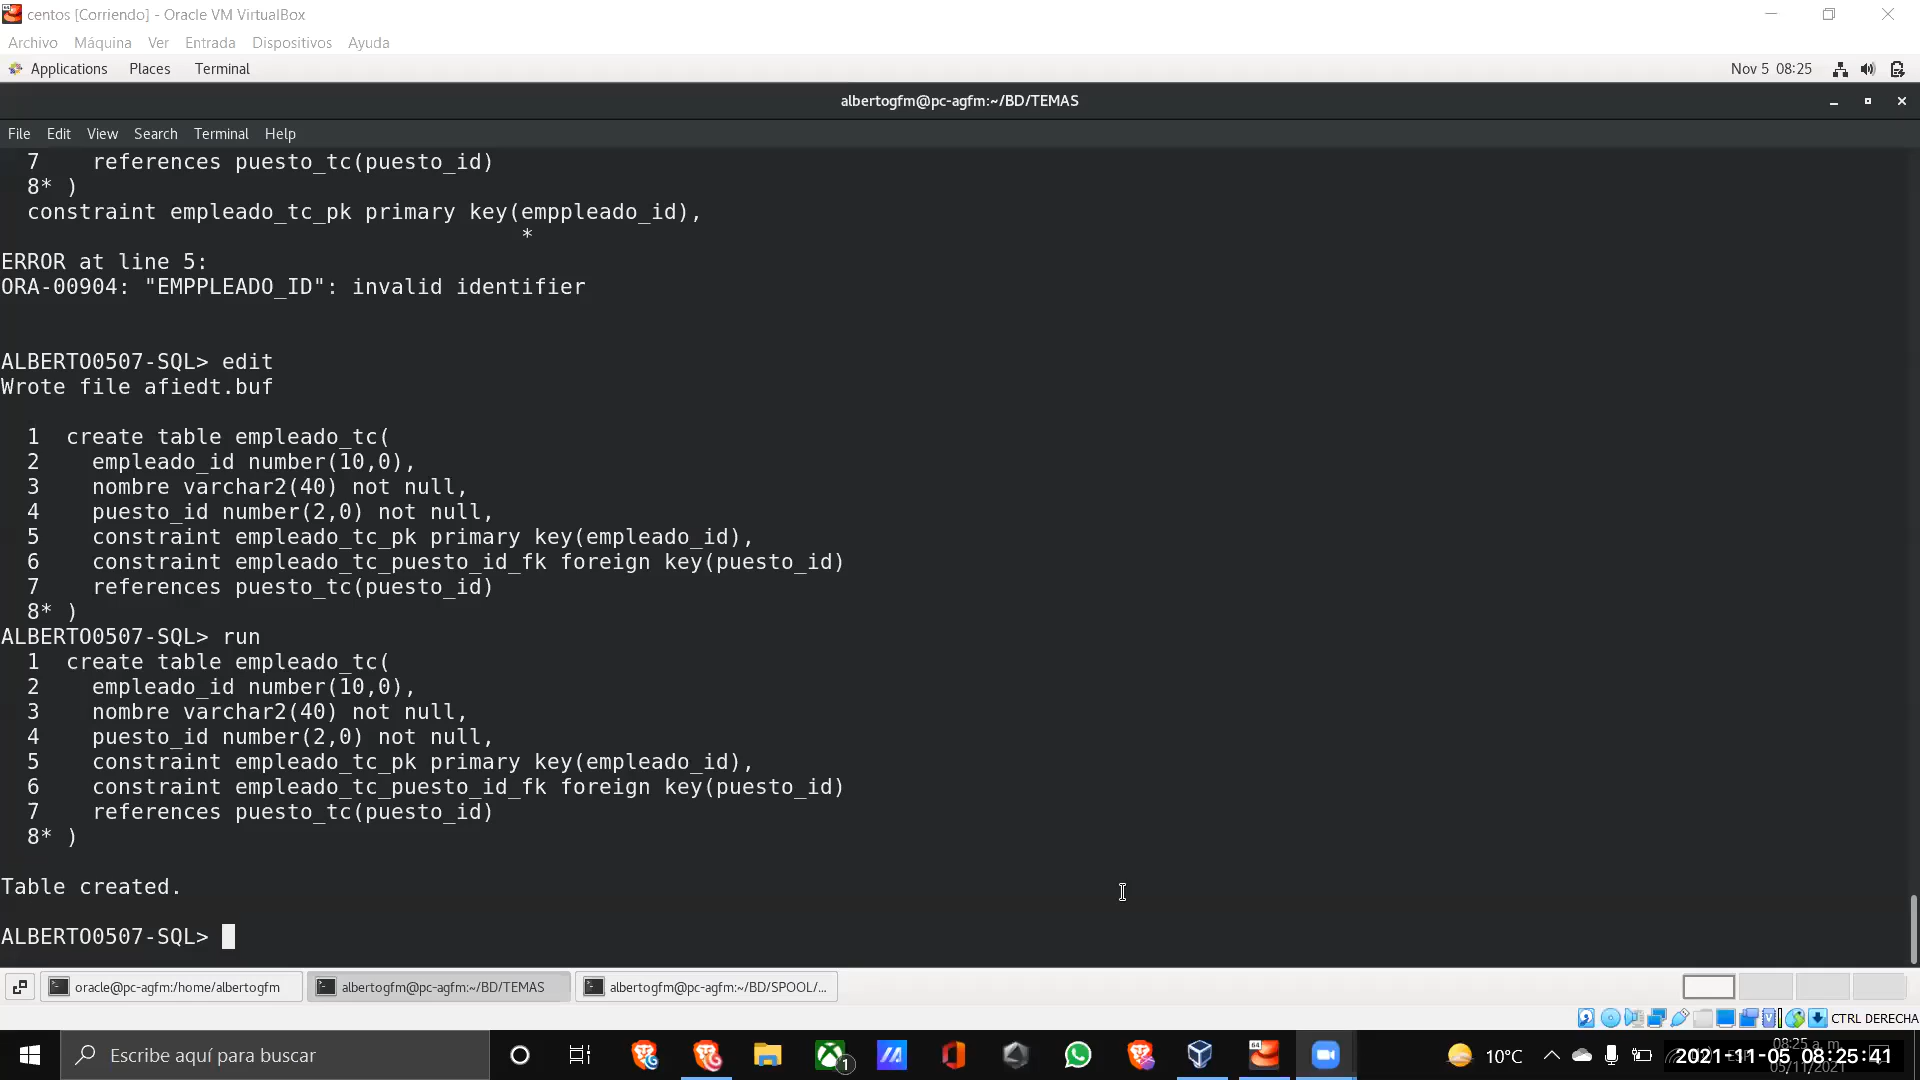 centos [Corriendo] - Oracle VM VirtualBox
Archivo Máquina Ver Entrada Dispositivos Ayuda
Applications Places Terminal Nov 5 08:25
albertogfm@pc-agfm:~/BD/TEMAS
File Edit View Search Terminal Help
7 references puesto_tc(puesto_id)
8* )
constraint empleado_tc_pk primary key(emppleado_id),
*
ERROR at line 5:
ORA-00904: "EMPPLEADO_ID": invalid identifier
ALBERTO0507-SQL> edit
Wrote file afiedt.buf
1 create table empleado_tc(
2 empleado_id number(10,0),
3 nombre varchar2(40) not null,
4 puesto_id number(2,0) not null,
5 constraint empleado_tc_pk primary key(empleado_id),
6 constraint empleado_tc_puesto_id_fk foreign key(puesto_id)
7 references puesto_tc(puesto_id)
8* )
ALBERTO0507-SQL> run
1 create table empleado_tc(
2 empleado_id number(10,0),
3 nombre varchar2(40) not null,
4 puesto_id number(2,0) not null,
5 constraint empleado_tc_pk primary key(empleado_id),
6 constraint empleado_tc_puesto_id_fk foreign key(puesto_id)
7 references puesto_tc(puesto_id)
8* )
Table created.
ALBERTO0507-SQL>
oracle@pc-agfm:/home/albertogfm albertogfm@pc-agfm:~/BD/TEMAS albertogfm@pc-agfm:~/BD/SPOOL/...
CTRL DERECHA
Escribe aquí para buscar 1 64 10°C 08:25 a. m.
2021-11-05 08:25:41
05/11/2021